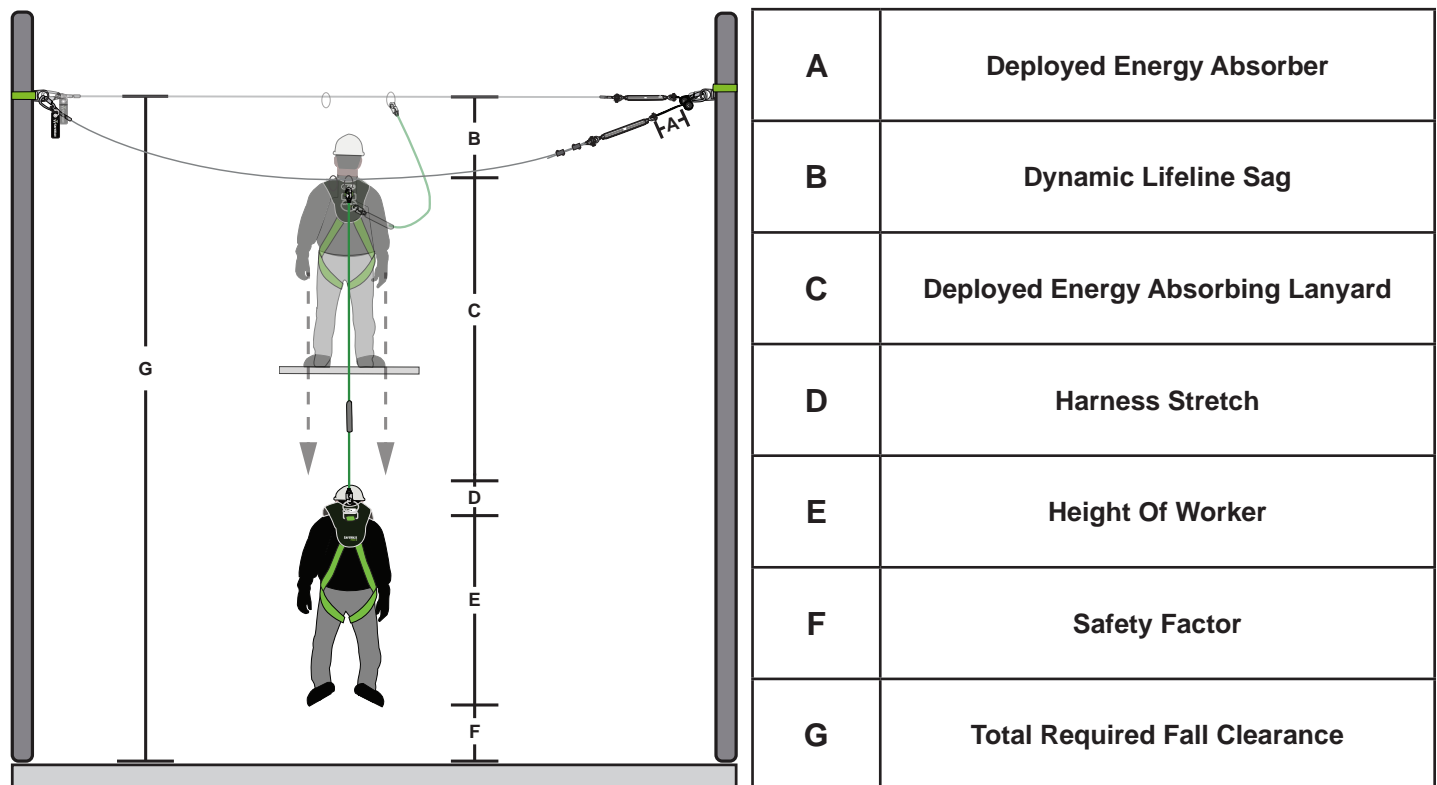 A
B
C
G
D
E
F
A Deployed Energy Absorber
B Dynamic Lifeline Sag
C Deployed Energy Absorbing Lanyard
D Harness Stretch
E Height Of Worker
F Safety Factor
G Total Required Fall Clearance